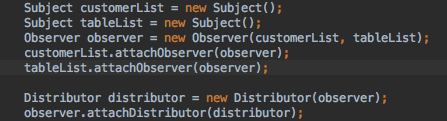 Subject customerList = new Subject();
Subject tableList = new Subject();
Observer observer = new Observer(customerList, tableList);
customerList.attachObserver(observer);
tableList.attachObserver(observer);
Distributor distributor = new Distributor(observer);
observer.attachDistributor(distributor);